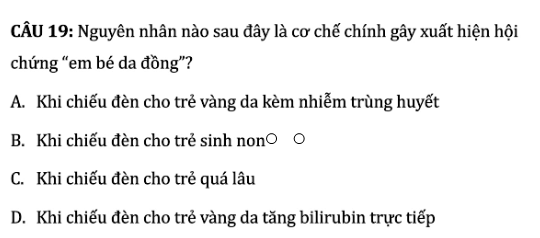 CÂU 19: Nguyên nhân nào sau đây là cơ chế chính gây xuất hiện hội
chứng “em bé da đồng”?
A. Khi chiếu đèn cho trẻ vàng da kèm nhiễm trùng huyết
B. Khi chiếu đèn cho trẻ sinh non
C. Khi chiếu đèn cho trẻ quá lâu
D. Khi chiếu đèn cho trẻ vàng da tăng bilirubin trực tiếp